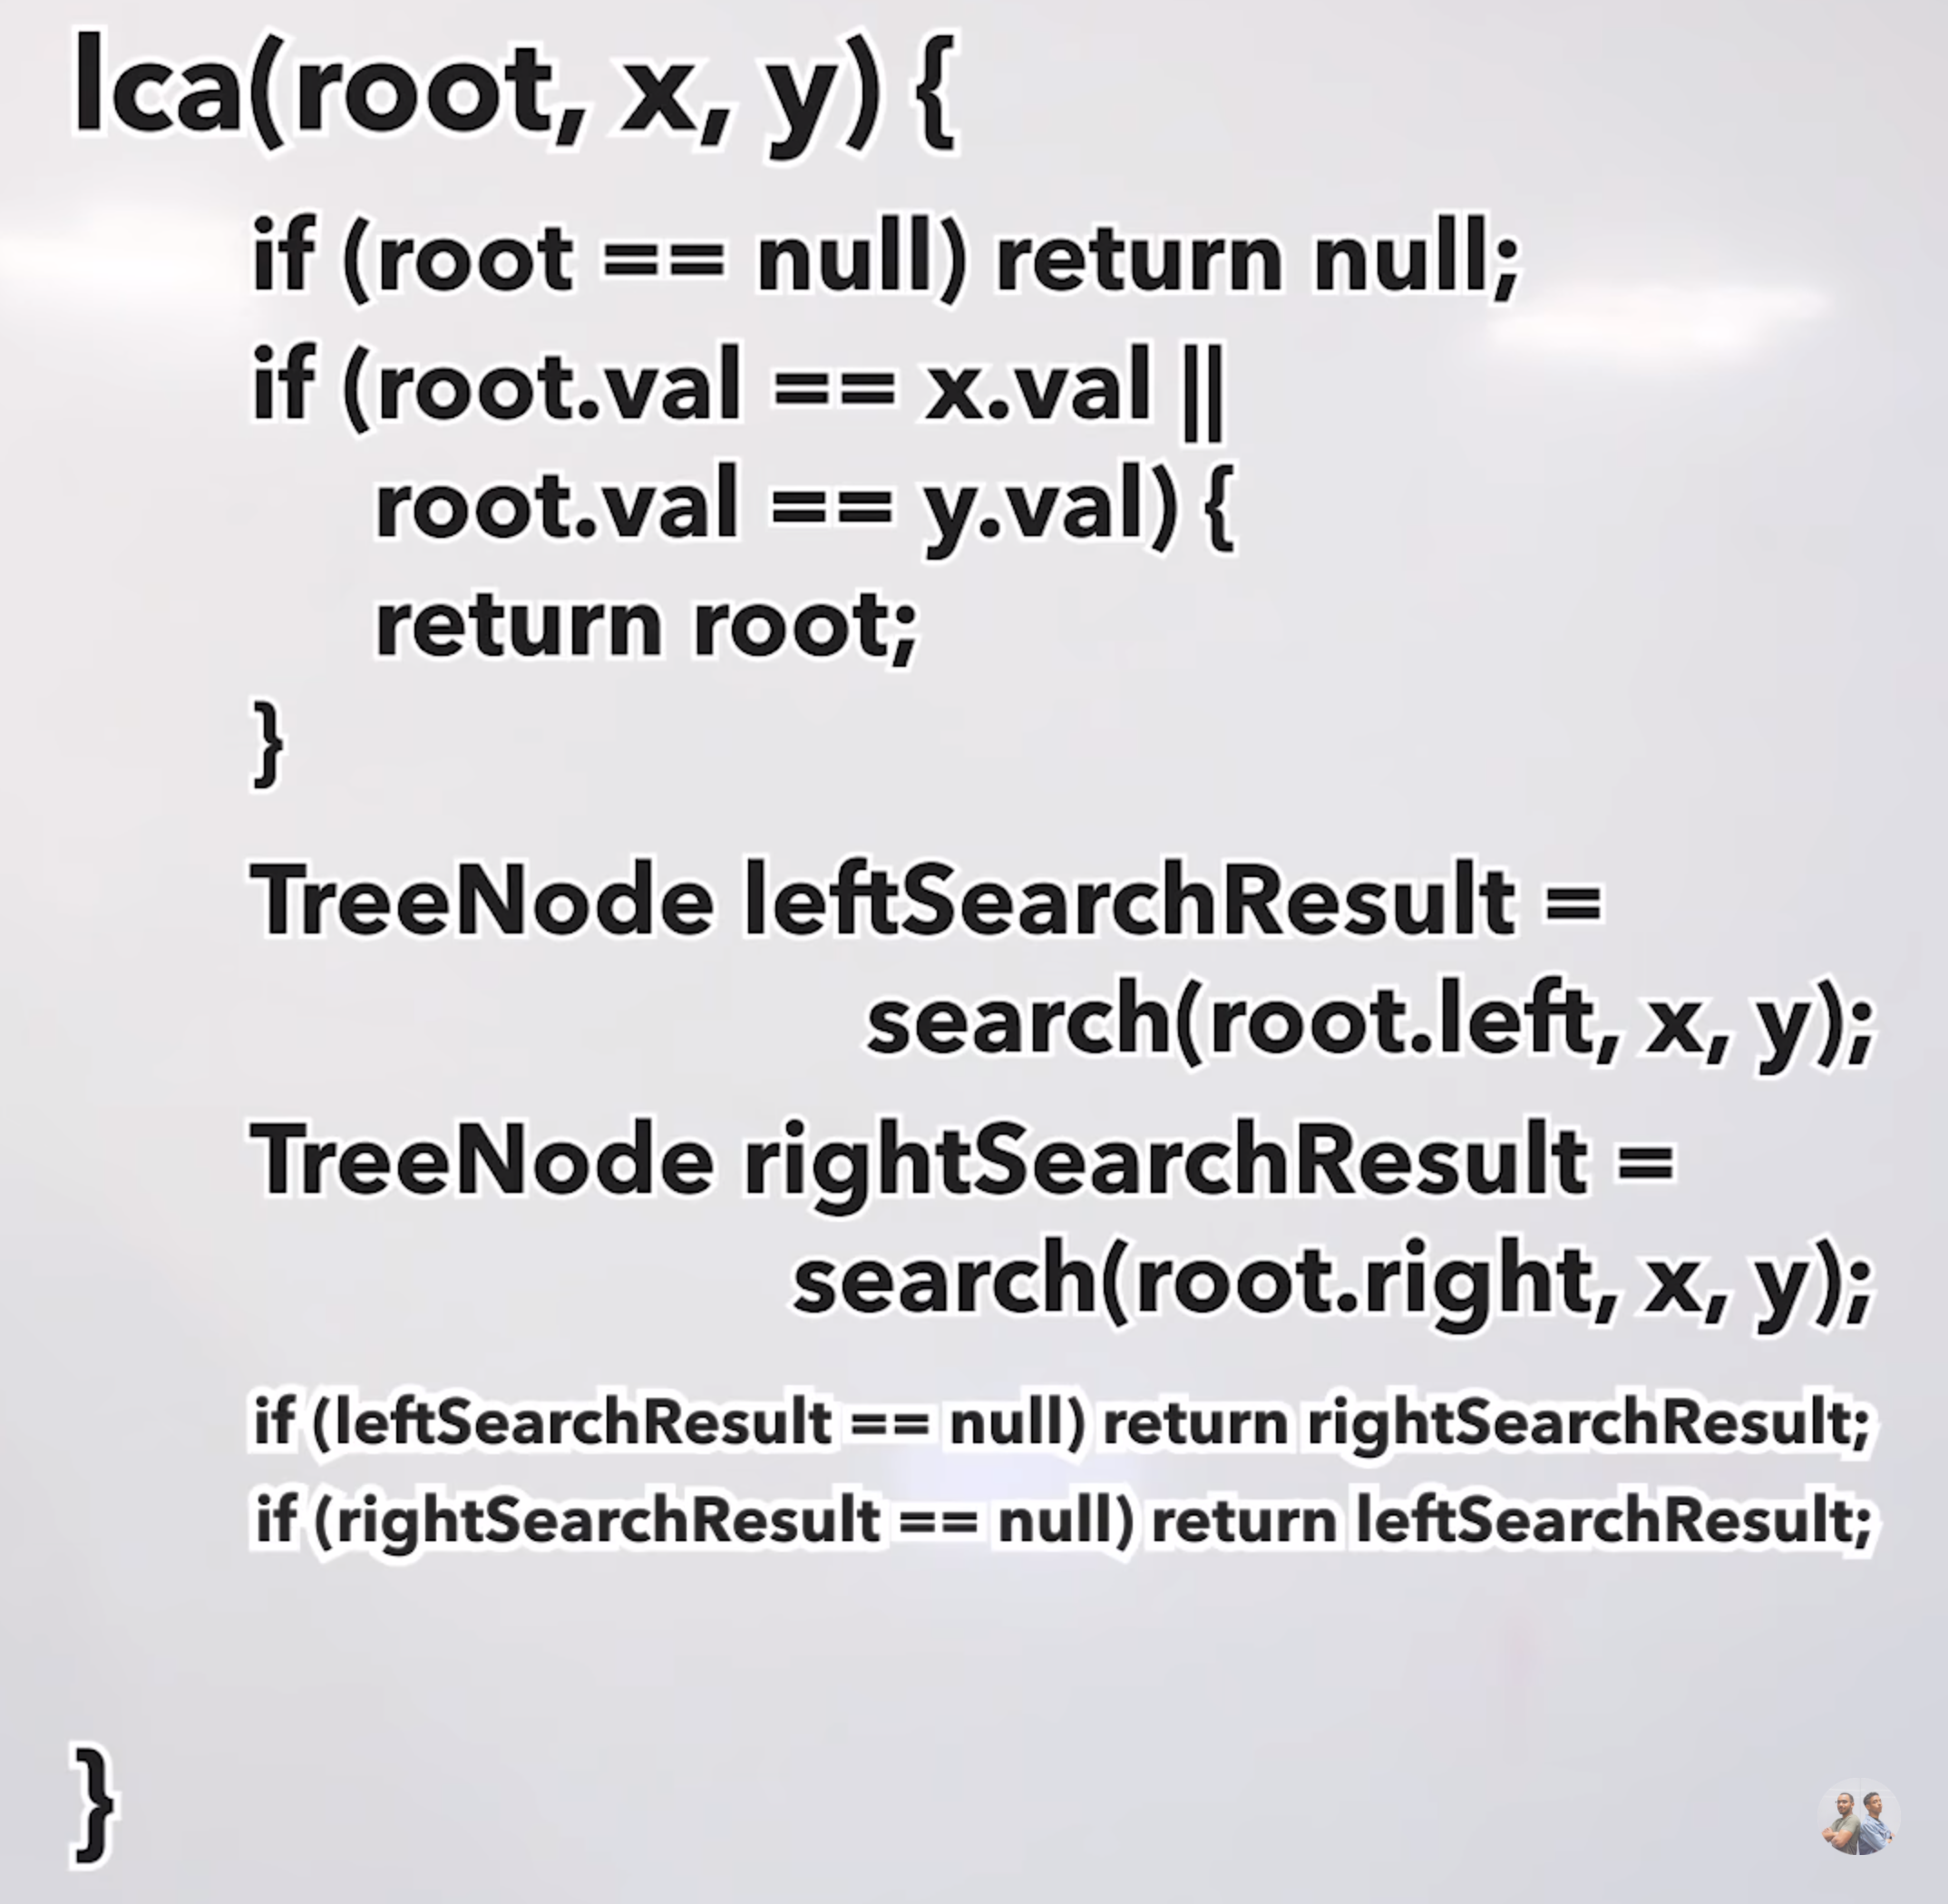 lca(root, x, y) {
if (root == null) return null;
if (root.val == x.val ||
root.val == y.val) {
return root;
}
TreeNode leftSearchResult =
search(root.left, x, y);
TreeNode rightSearchResult =
search(root.right, x, y);
if (leftSearchResult == null) return rightSearchResult;
if (rightSearchResult == null) return leftSearchResult;
}